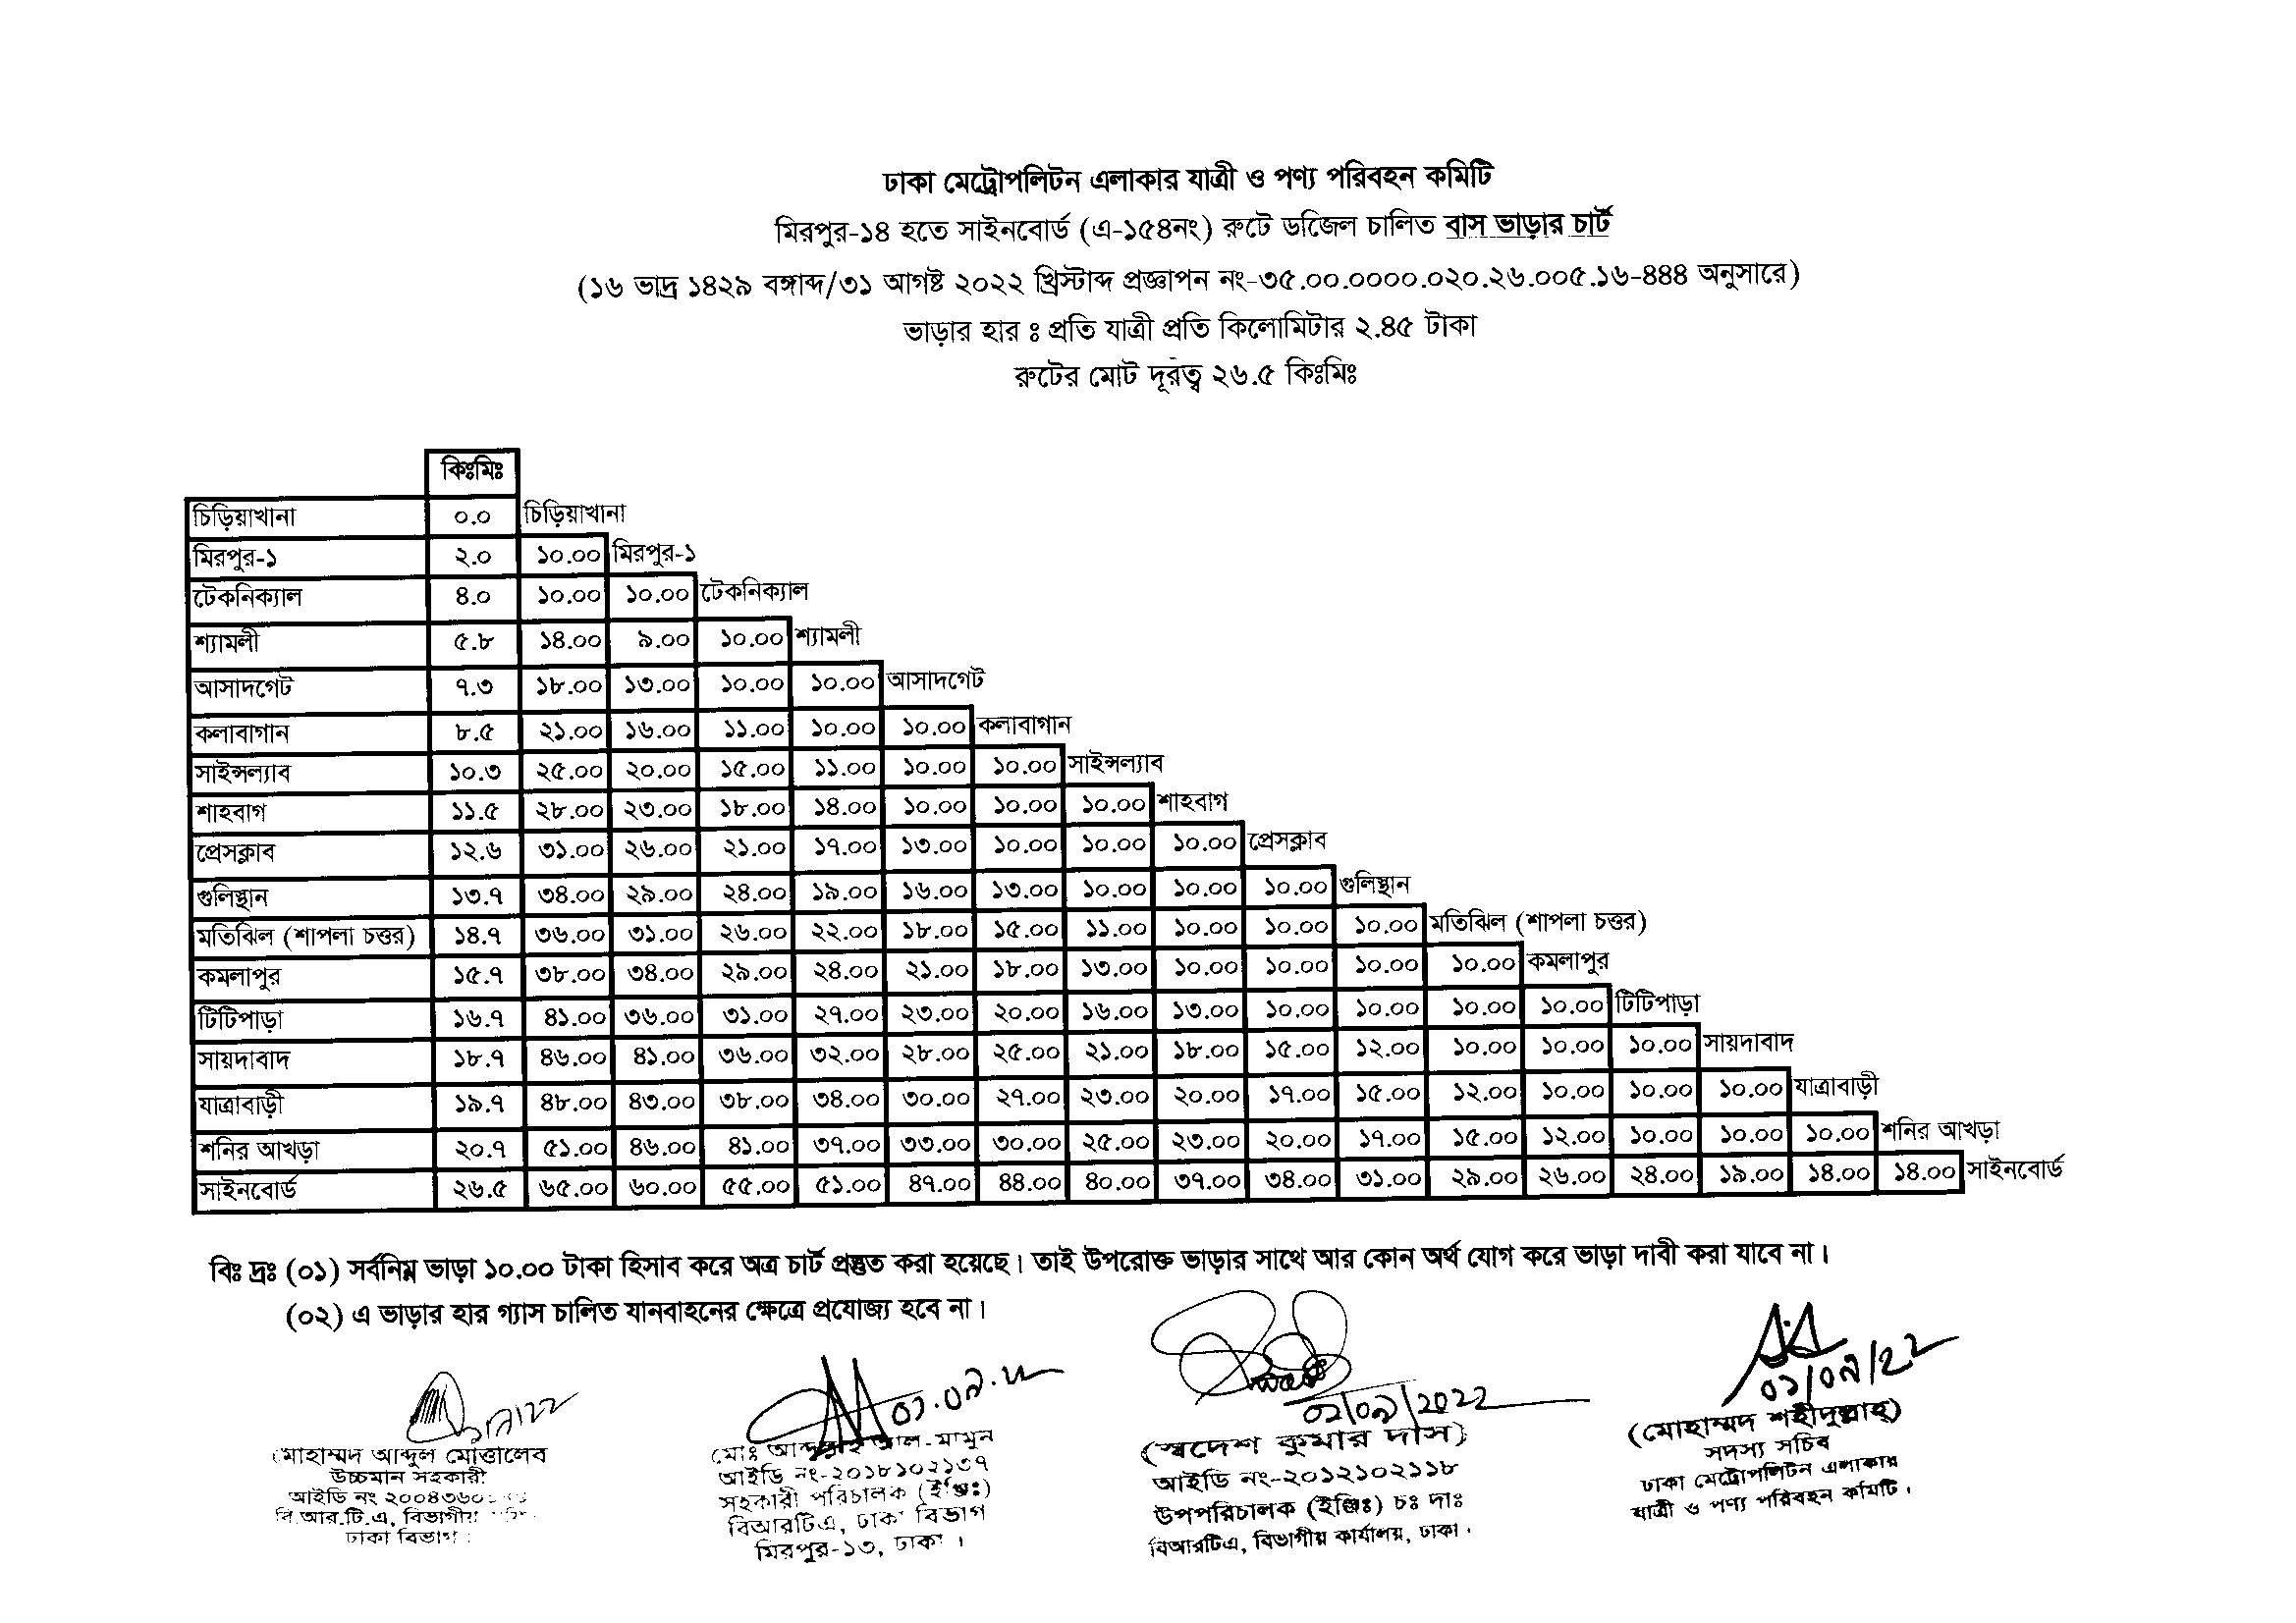 ঢাকা মেট্রোপলিটন এলাকার যাত্রী ও পণ্য পরিবহন কমিটি
মিরপুর-১৪ হতে সাইনবোর্ড (এ-১৫৪নং) রুটে ডিজেল চালিত বাস ভাড়ার চার্ট
(১৬ ভাদ্র ১৪২৯ বঙ্গাব্দ/৩১ আগষ্ট ২০২২ খ্রিস্টাব্দ প্রজ্ঞাপন নং-৩৫.০০.০০০০.০২০.২৬.০০৫.১৬-৪৪৪ অনুসারে)
ভাড়ার হার ঃ প্রতি যাত্রী প্রতি কিলোমিটার ২.৪৫ টাকা
রুটের মোট দূরত্ব ২৬.৫ কিঃমিঃ
কিঃমিঃ
চিড়িয়াখানা ০.০ চিড়িয়াখানা
মিরপুর-১ ২.০ ১০.০০ মিরপুর-১
টেকনিক্যাল ৪.০ ১০.০০ ১০.০০ টেকনিক্যাল
শ্যামলী ৫.৮ ১৪.০০ ৯.০০ ১০.০০ শ্যামলী
আসাদগেট ৭.৩ ১৮.০০ ১৩.০০ ১০.০০ ১০.০০ আসাদগেট
কলাবাগান ৮.৫ ২১.০০ ১৬.০০ ১১.০০ ১০.০০ ১০.০০ কলাবাগান
সাইন্সল্যাব ১০.৩ ২৫.০০ ২০.০০ ১৫.০০ ১১.০০ ১০.০০ ১০.০০ সাইন্সল্যাব
শাহবাগ ১১.৫ ২৮.০০ ২৩.০০ ১৮.০০ ১৪.০০ ১০.০০ ১০.০০ ১০.০০ শাহবাগ
প্রেসক্লাব ১২.৬ ৩১.০০ ২৬.০০ ২১.০০ ১৭.০০ ১৩.০০ ১০.০০ ১০.০০ ১০.০০ প্রেসক্লাব
গুলিস্থান ১৩.৭ ৩৪.০০ ২৯.০০ ২৪.০০ ১৯.০০ ১৬.০০ ১৩.০০ ১০.০০ ১০.০০ ১০.০০ গুলিস্থান
মতিঝিল (শাপলা চত্তর) ১৪.৭ ৩৬.০০ ৩১.০০ ২৬.০০ ২২.০০ ১৮.০০ ১৫.০০ ১১.০০ ১০.০০ ১০.০০ ১০.০০ মতিঝিল (শাপলা চত্তর)
কমলাপুর ১৫.৭ ৩৮.০০ ৩৪.০০ ২৯.০০ ২৪.০০ ২১.০০ ১৮.০০ ১৩.০০ ১০.০০ ১০.০০ ১০.০০ ১০.০০ কমলাপুর
টিটিপাড়া ১৬.৭ ৪১.০০ ৩৬.০০ ৩১.০০ ২৭.০০ ২৩.০০ ২০.০০ ১৬.০০ ১৩.০০ ১০.০০ ১০.০০ ১০.০০ ১০.০০ টিটিপাড়া
সায়দাবাদ ১৮.৭ ৪৬.০০ ৪১.০০ ৩৬.০০ ৩২.০০ ২৮.০০ ২৫.০০ ২১.০০ ১৮.০০ ১৫.০০ ১২.০০ ১০.০০ ১০.০০ ১০.০০ সায়দাবাদ
যাত্রাবাড়ী ১৯.৭ ৪৮.০০ ৪৩.০০ ৩৮.০০ ৩৪.০০ ৩০.০০ ২৭.০০ ২৩.০০ ২০.০০ ১৭.০০ ১৫.০০ ১২.০০ ১০.০০ ১০.০০ ১০.০০ যাত্রাবাড়ী
শনির আখড়া ২০.৭ ৫১.০০ ৪৬.০০ ৪১.০০ ৩৭.০০ ৩৩.০০ ৩০.০০ ২৫.০০ ২৩.০০ ২০.০০ ১৭.০০ ১৫.০০ ১২.০০ ১০.০০ ১০.০০ ১০.০০ শনির আখড়া
সাইনবোর্ড ২৬.৫ ৬৫.০০ ৬০.০০ ৫৫.০০ ৫১.০০ ৪৭.০০ ৪৪.০০ ৪০.০০ ৩৭.০০ ৩৪.০০ ৩১.০০ ২৯.০০ ২৬.০০ ২৪.০০ ১৯.০০ ১৪.০০ ১৪.০০ সাইনবোর্ড
বিঃ দ্রঃ (০১) সর্বনিম্ন ভাড়া ১০.০০ টাকা হিসাব করে অত্র চার্ট প্রস্তুত করা হয়েছে। তাই উপরোক্ত ভাড়ার সাথে আর কোন অর্থ যোগ করে ভাড়া দাবী করা যাবে না।
(০২) এ ভাড়ার হার গ্যাস চালিত যানবাহনের ক্ষেত্রে প্রযোজ্য হবে না।
মোহাম্মদ আব্দুল মোত্তালেব
উচ্চমান সহকারী
আইডি নং
বি.আর.টি.এ, বিভাগীয়
ঢাকা বিভাগ।
০১.০৯.২২
মোঃ আল-মামুন
আইডি নং-২০১৮১০২১৩৭
সহকারী পরিচালক (ইঞ্জিঃ)
বিআরটিএ, ঢাকা বিভাগ
মিরপুর-১৩, ঢাকা।
০১/০৯/২০২২
(স্বদেশ কুমার দাস)
আইডি নং-২০১২১০২১১৮
উপপরিচালক (ইঞ্জিঃ) চঃ দাঃ
বিআরটিএ, বিভাগীয় কার্যালয়, ঢাকা।
০১/০৯/২২
(মোহাম্মদ শহীদুল্লাহ্)
সদস্য সচিব
ঢাকা মেট্রোপলিটন এলাকায়
যাত্রী ও পণ্য পরিবহন কমিটি।